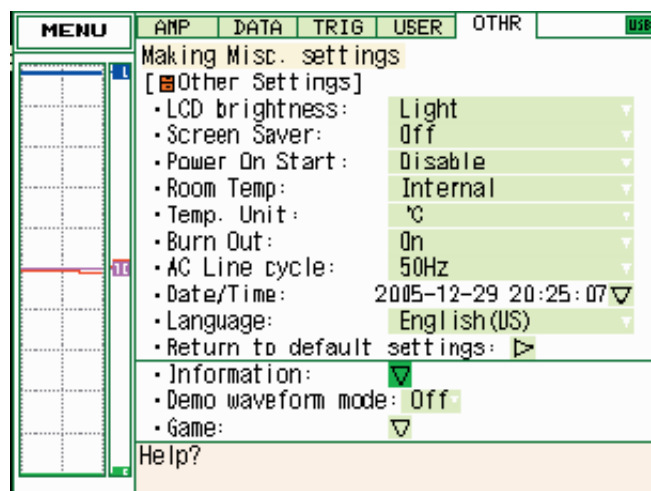 MENU AMP DATA TRIG USER OTHR USB
Making Misc. settings
[Other Settings]
・LCD brightness: Light
・Screen Saver: Off
・Power On Start: Disable
・Room Temp: Internal
・Temp. Unit: ℃
・Burn Out: On
・AC Line cycle: 50Hz
・Date/Time: 2005-12-29 20:25:07
・Language: English(US)
・Return to default settings:
・Information:
・Demo waveform mode: Off
・Game:
Help?